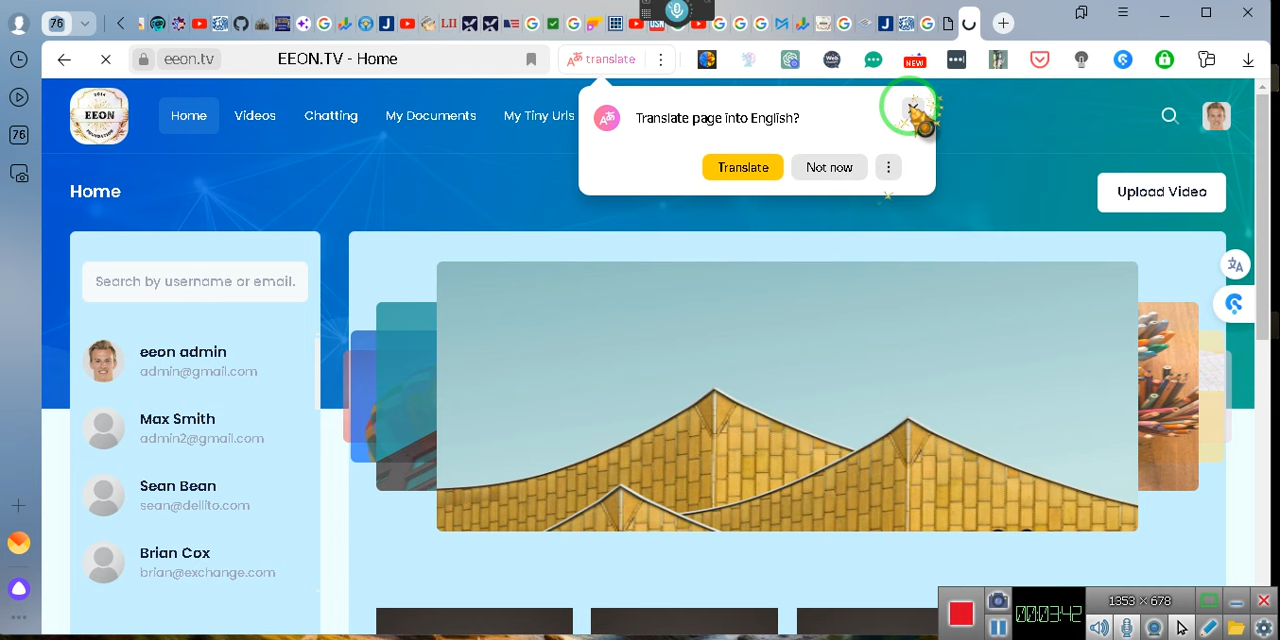 76
LII
eeon.tv
EEON.TV - Home
translate
NEW!
76
EEON
Home
Videos
Chatting
My Documents
My Tiny Urls
Translate page into English?
Translate
Not now
Home
Upload Video
Search by username or email.
eeon admin
admin@gmail.com
Max Smith
admin2@gmail.com
Sean Bean
sean@dellito.com
Brian Cox
brian@exchange.com
1353 × 678
00:03:42